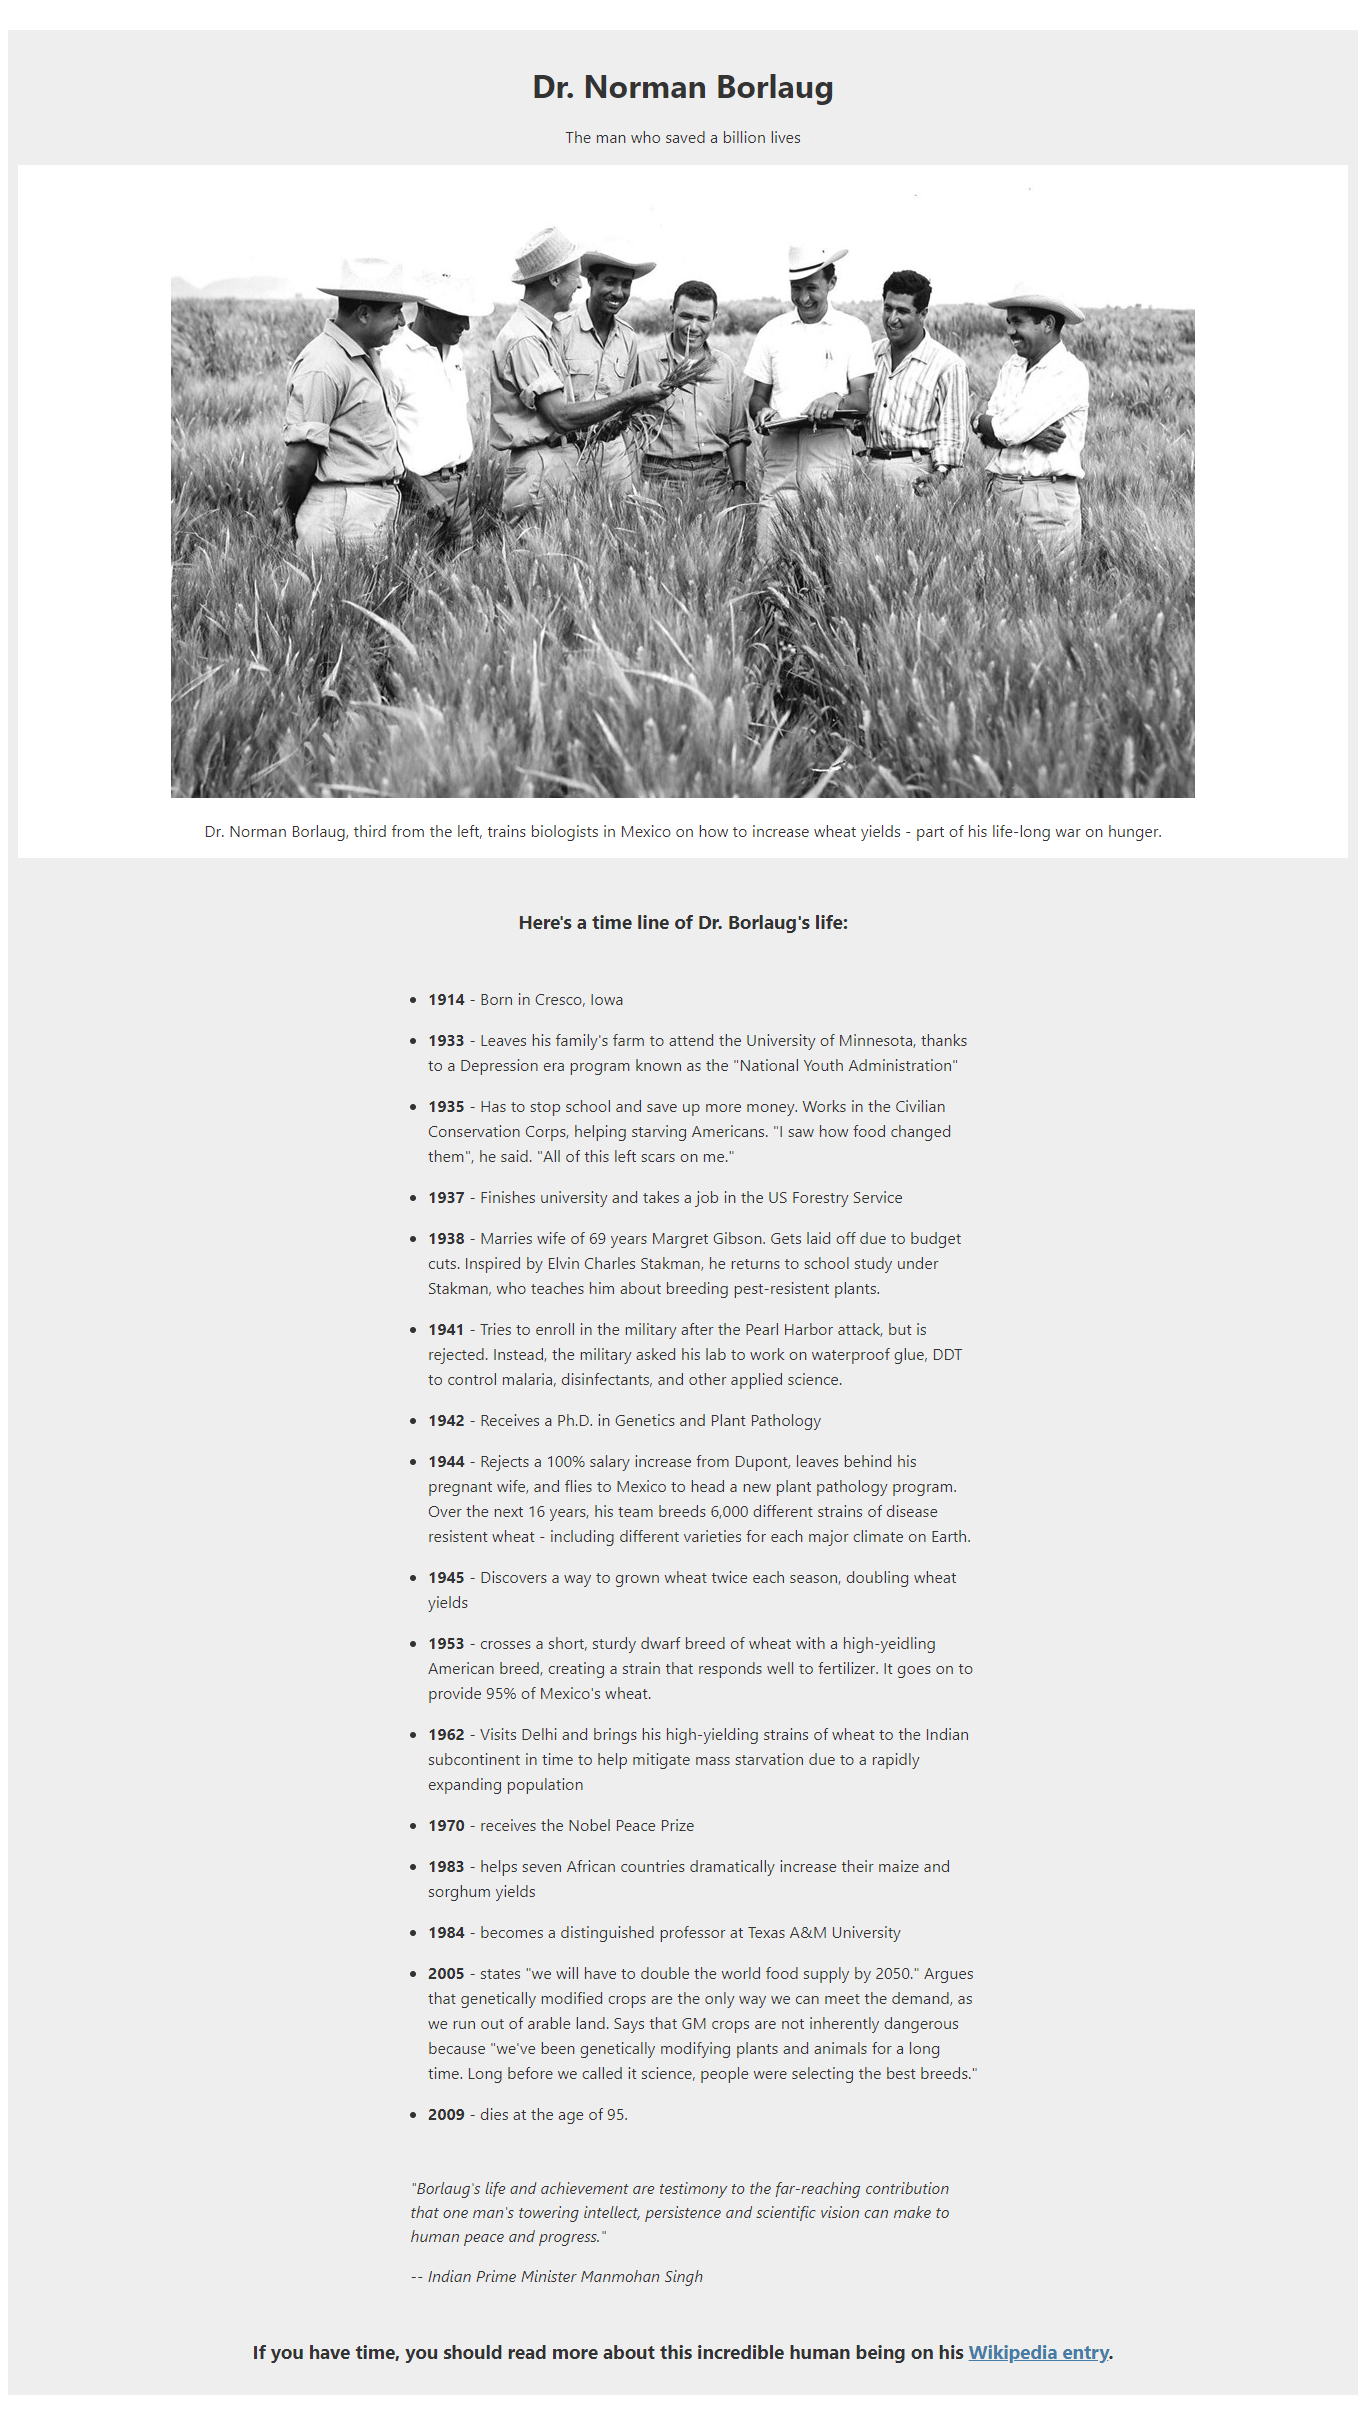 Dr. Norman Borlaug
The man who saved a billion lives
Dr. Norman Borlaug, third from the left, trains biologists in Mexico on how to increase wheat yields - part of his life-long war on hunger.
Here's a time line of Dr. Borlaug's life:
• 1914 - Born in Cresco, Iowa
• 1933 - Leaves his family's farm to attend the University of Minnesota, thanks
to a Depression era program known as the "National Youth Administration"
• 1935 - Has to stop school and save up more money. Works in the Civilian
Conservation Corps, helping starving Americans. "I saw how food changed
them", he said. "All of this left scars on me."
• 1937 - Finishes university and takes a job in the US Forestry Service
• 1938 - Marries wife of 69 years Margret Gibson. Gets laid off due to budget
cuts. Inspired by Elvin Charles Stakman, he returns to school study under
Stakman, who teaches him about breeding pest-resistent plants.
• 1941 - Tries to enroll in the military after the Pearl Harbor attack, but is
rejected. Instead, the military asked his lab to work on waterproof glue, DDT
to control malaria, disinfectants, and other applied science.
• 1942 - Receives a Ph.D. in Genetics and Plant Pathology
• 1944 - Rejects a 100% salary increase from Dupont, leaves behind his
pregnant wife, and flies to Mexico to head a new plant pathology program.
Over the next 16 years, his team breeds 6,000 different strains of disease
resistent wheat - including different varieties for each major climate on Earth.
• 1945 - Discovers a way to grown wheat twice each season, doubling wheat
yields
• 1953 - crosses a short, sturdy dwarf breed of wheat with a high-yeidling
American breed, creating a strain that responds well to fertilizer. It goes on to
provide 95% of Mexico's wheat.
• 1962 - Visits Delhi and brings his high-yielding strains of wheat to the Indian
subcontinent in time to help mitigate mass starvation due to a rapidly
expanding population
• 1970 - receives the Nobel Peace Prize
• 1983 - helps seven African countries dramatically increase their maize and
sorghum yields
• 1984 - becomes a distinguished professor at Texas A&M University
• 2005 - states "we will have to double the world food supply by 2050." Argues
that genetically modified crops are the only way we can meet the demand, as
we run out of arable land. Says that GM crops are not inherently dangerous
because "we've been genetically modifying plants and animals for a long
time. Long before we called it science, people were selecting the best breeds."
• 2009 - dies at the age of 95.
"Borlaug's life and achievement are testimony to the far-reaching contribution
that one man's towering intellect, persistence and scientific vision can make to
human peace and progress."
-- Indian Prime Minister Manmohan Singh
If you have time, you should read more about this incredible human being on his Wikipedia entry.